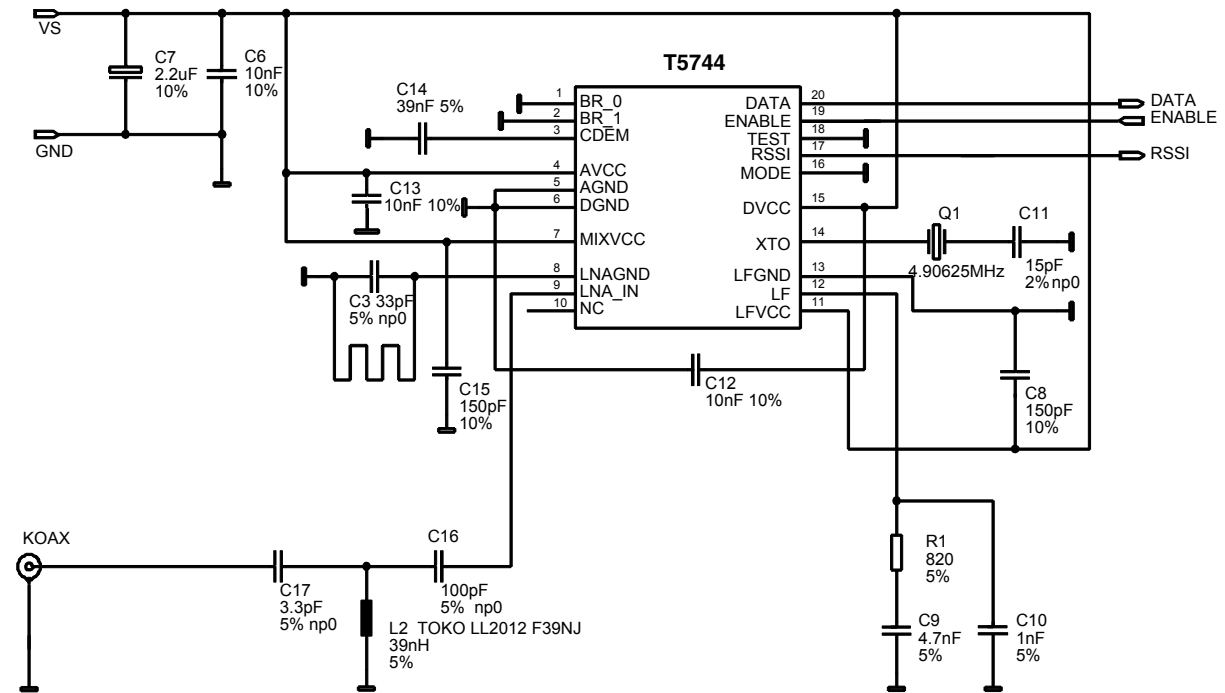 VS
GND
C7
2.2uF
10%
C6
10nF
10%
C14
39nF 5%
C13
10nF 10%
T5744
1
BR_0
2
BR_1
3
CDEM
4
AVCC
5
AGND
6
DGND
7
MIXVCC
8
LNAGND
9
LNA_IN
10
NC
20
DATA
19
ENABLE
18
TEST
17
RSSI
16
MODE
15
DVCC
14
XTO
13
LFGND
12
LF
11
LFVCC
DATA
ENABLE
RSSI
Q1
4.90625MHz
C11
15pF
2% np0
C3 33pF
5% np0
C15
150pF
10%
C12
10nF 10%
C8
150pF
10%
KOAX
C17
3.3pF
5% np0
C16
100pF
5% np0
L2 TOKO LL2012 F39NJ
39nH
5%
R1
820
5%
C9
4.7nF
5%
C10
1nF
5%